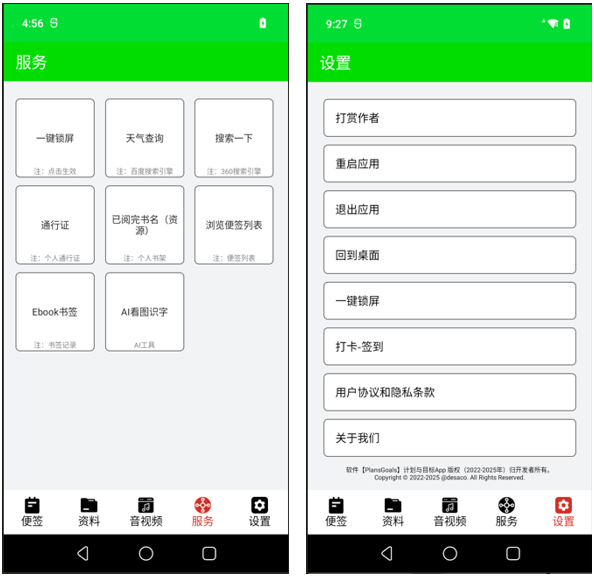 4:56
服务
一键锁屏
注：点击生效
天气查询
注：百度搜索引擎
搜索一下
注：360搜索引擎
通行证
注：个人通行证
已阅完书名（资
源）
注：个人书架
浏览便签列表
注：便签列表
Ebook书签
注：书签记录
AI看图识字
AI工具
便签
资料
音视频
服务
设置
9:27
设置
打赏作者
重启应用
退出应用
回到桌面
一键锁屏
打卡-签到
用户协议和隐私条款
关于我们
软件【PlansGoals】计划与目标App 版权（2022-2025年）归开发者所有。
Copyright © 2022-2025 @desaco. All Rights Reserved.
便签
资料
音视频
服务
设置